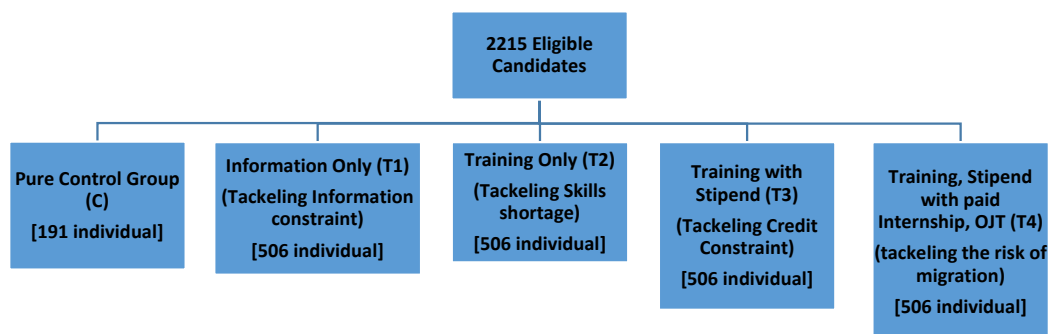 2215 Eligible
Candidates
Pure Control Group
(C)
[191 individual]
Information Only (T1)
(Tackeling Information
constraint)
[506 individual]
Training Only (T2)
(Tackeling Skills
shortage)
[506 individual]
Training with
Stipend (T3)
(Tackeling Credit
Constraint)
[506 individual]
Training, Stipend
with paid
Internship, OJT (T4)
(tackeling the risk of
migration)
[506 individual]